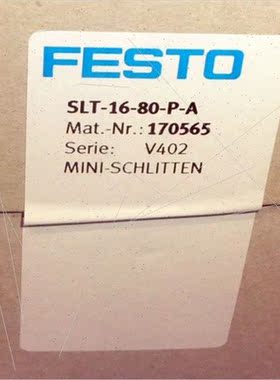 FESTO
SLT-16-80-P-A
Mat.-Nr.: 170565
Serie: V402
MINI-SCHLITTEN